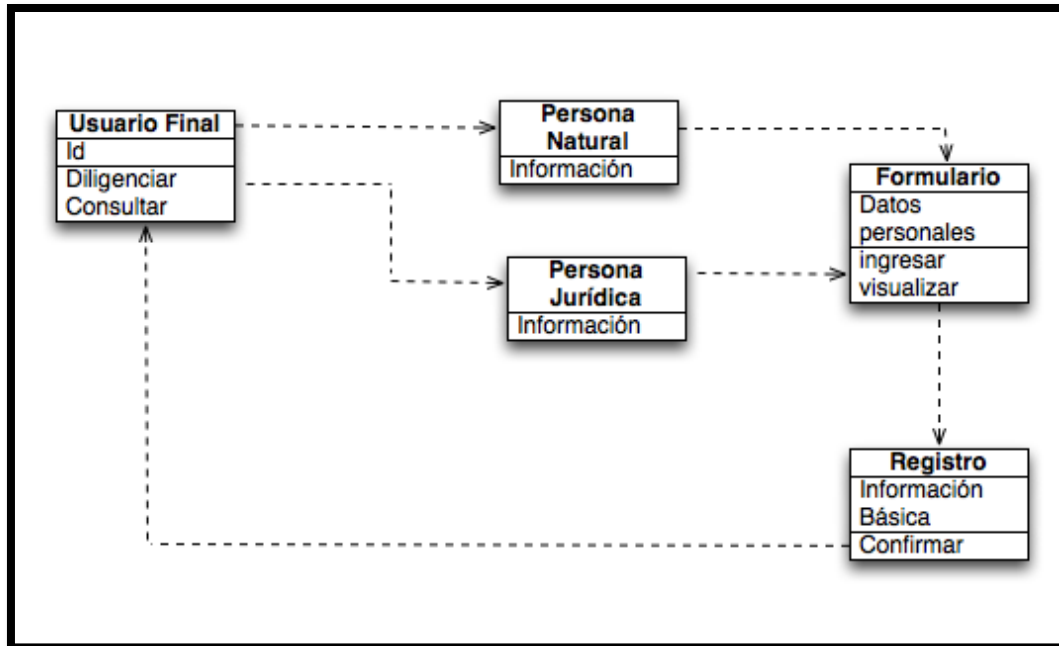 Usuario Final
Id
Diligenciar
Consultar
Persona
Natural
Información
Persona
Jurídica
Información
Formulario
Datos
personales
ingresar
visualizar
Registro
Información
Básica
Confirmar